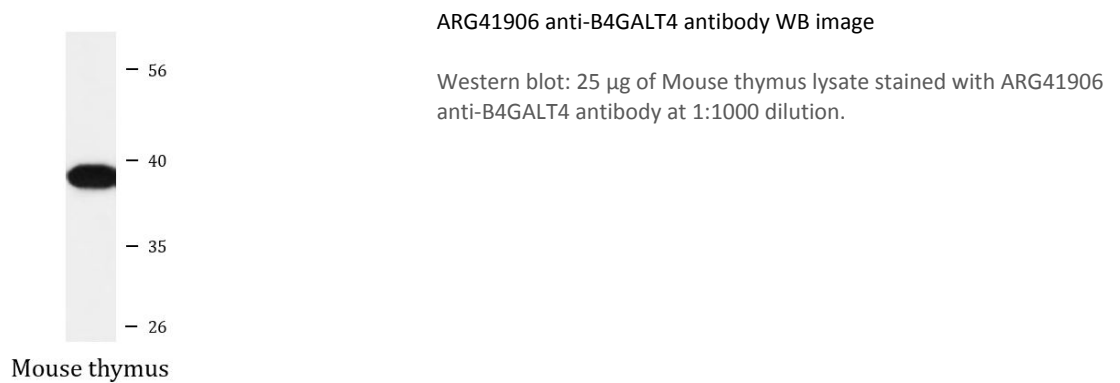 ARG41906 anti-B4GALT4 antibody WB image
Western blot: 25 µg of Mouse thymus lysate stained with ARG41906
anti-B4GALT4 antibody at 1:1000 dilution.
56
40
35
26
Mouse thymus